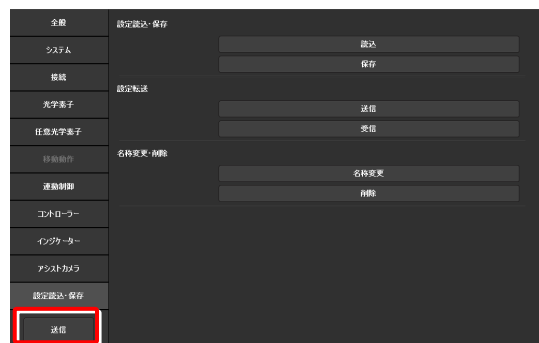 全般
システム
接続
光学素子
任意光学素子
移動動作
連動制御
コントローラー
インジケーター
アシストカメラ
設定読込・保存
送信
設定読込・保存
読込
保存
設定転送
送信
受信
名称変更・削除
名称変更
削除